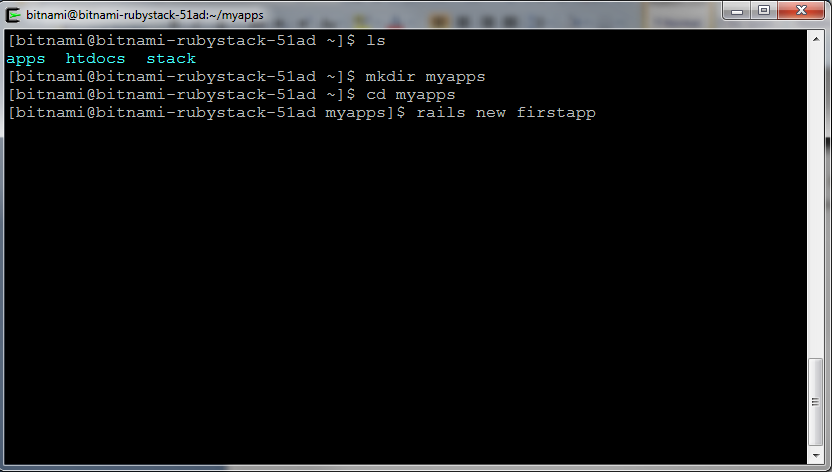 bitnami@bitnami-rubystack-51ad:~/myapps
[bitnami@bitnami-rubystack-51ad ~]$ ls
apps  htdocs  stack
[bitnami@bitnami-rubystack-51ad ~]$ mkdir myapps
[bitnami@bitnami-rubystack-51ad ~]$ cd myapps
[bitnami@bitnami-rubystack-51ad myapps]$ rails new firstapp